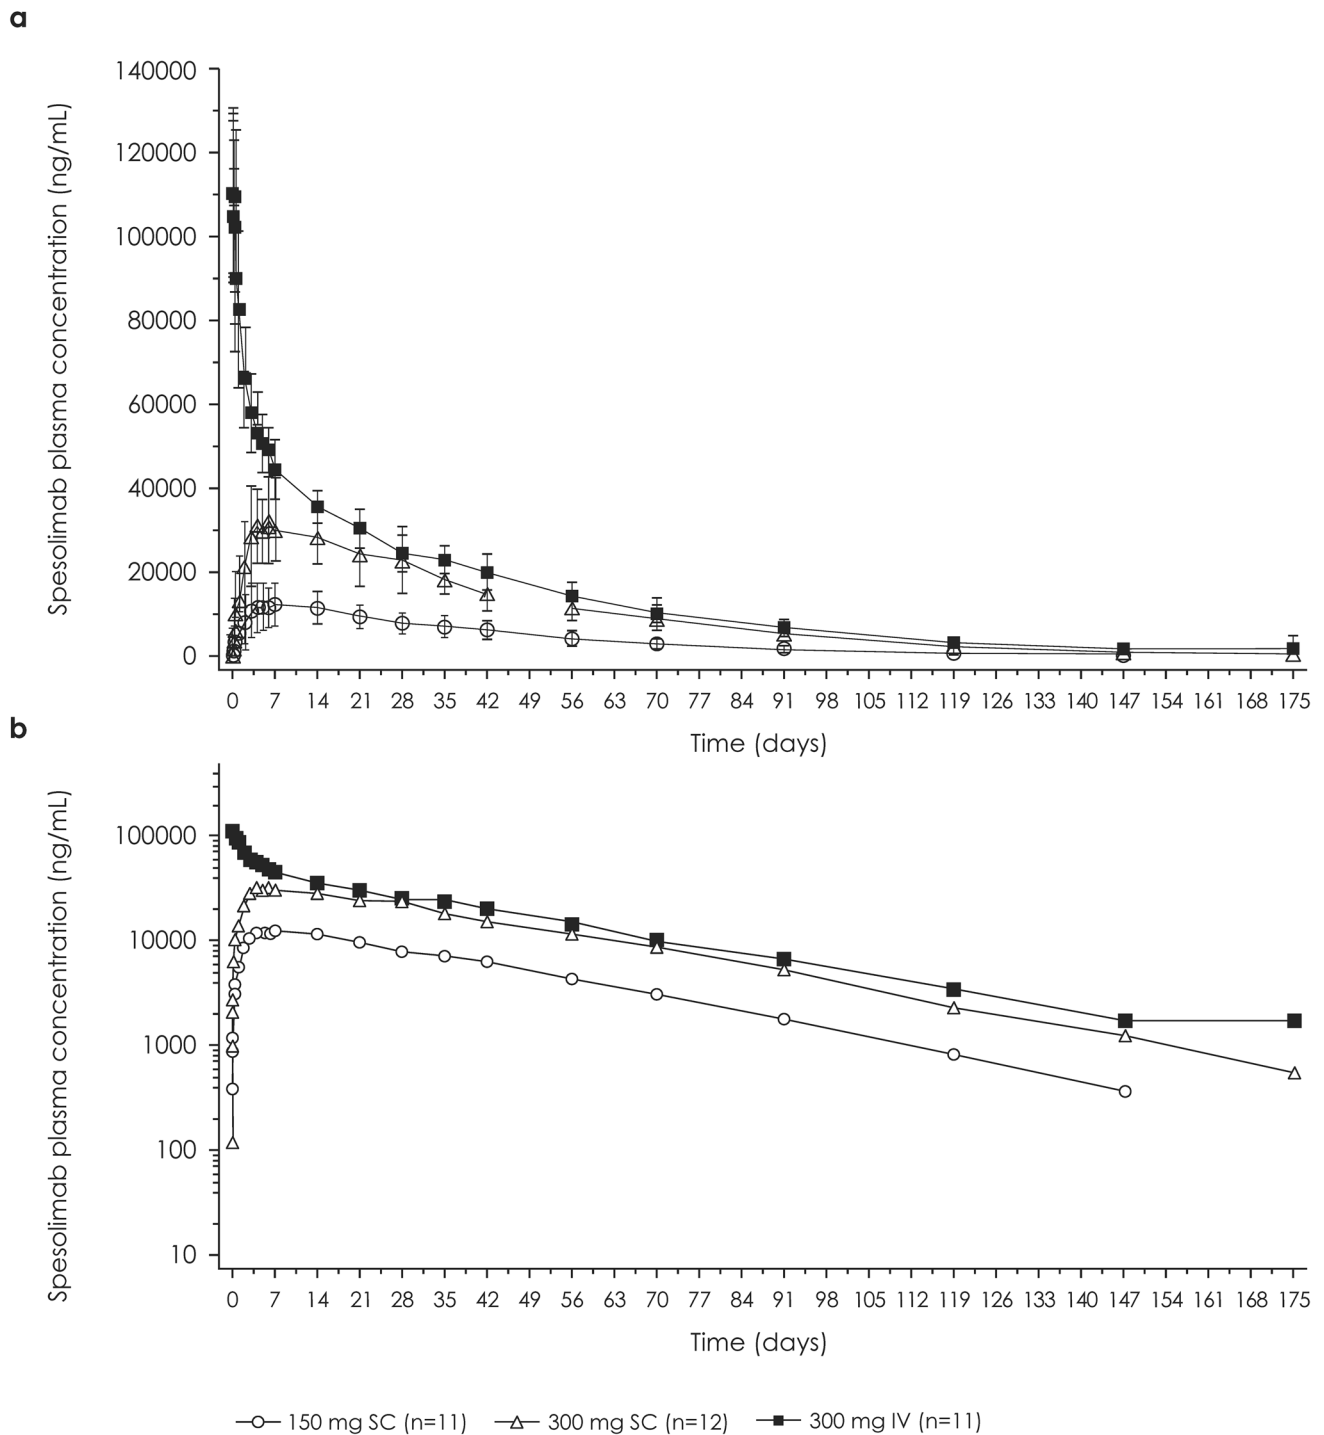 a
Spesolimab plasma concentration (ng/mL)
140000
120000
100000
80000
60000
40000
20000
0
0 7 14 21 28 35 42 49 56 63 70 77 84 91 98 105 112 119 126 133 140 147 154 161 168 175
Time (days)
b
Spesolimab plasma concentration (ng/mL)
100000
10000
1000
100
10
0 7 14 21 28 35 42 49 56 63 70 77 84 91 98 105 112 119 126 133 140 147 154 161 168 175
Time (days)
150 mg SC (n=11) 300 mg SC (n=12) 300 mg IV (n=11)